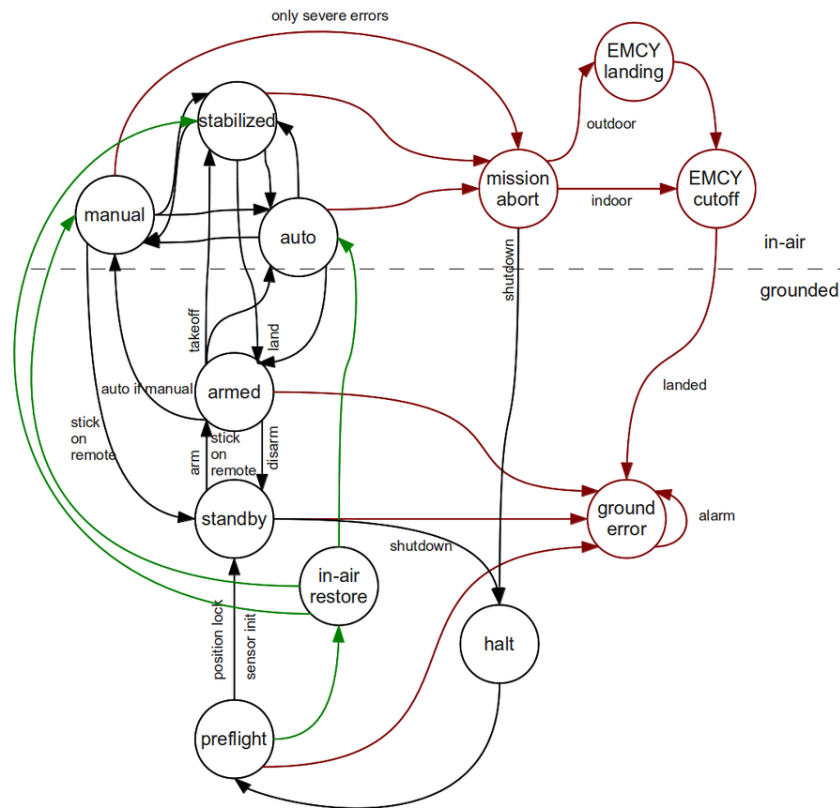 only severe errors
EMCY
landing
stabilized
outdoor
manual
mission
abort
indoor
EMCY
cutoff
auto
in-air
shutdown
grounded
takeoff
land
auto if manual
armed
landed
stick
on
remote
arm
stick
on
remote
disarm
standby
ground
error
alarm
shutdown
in-air
restore
position lock
sensor init
halt
preflight